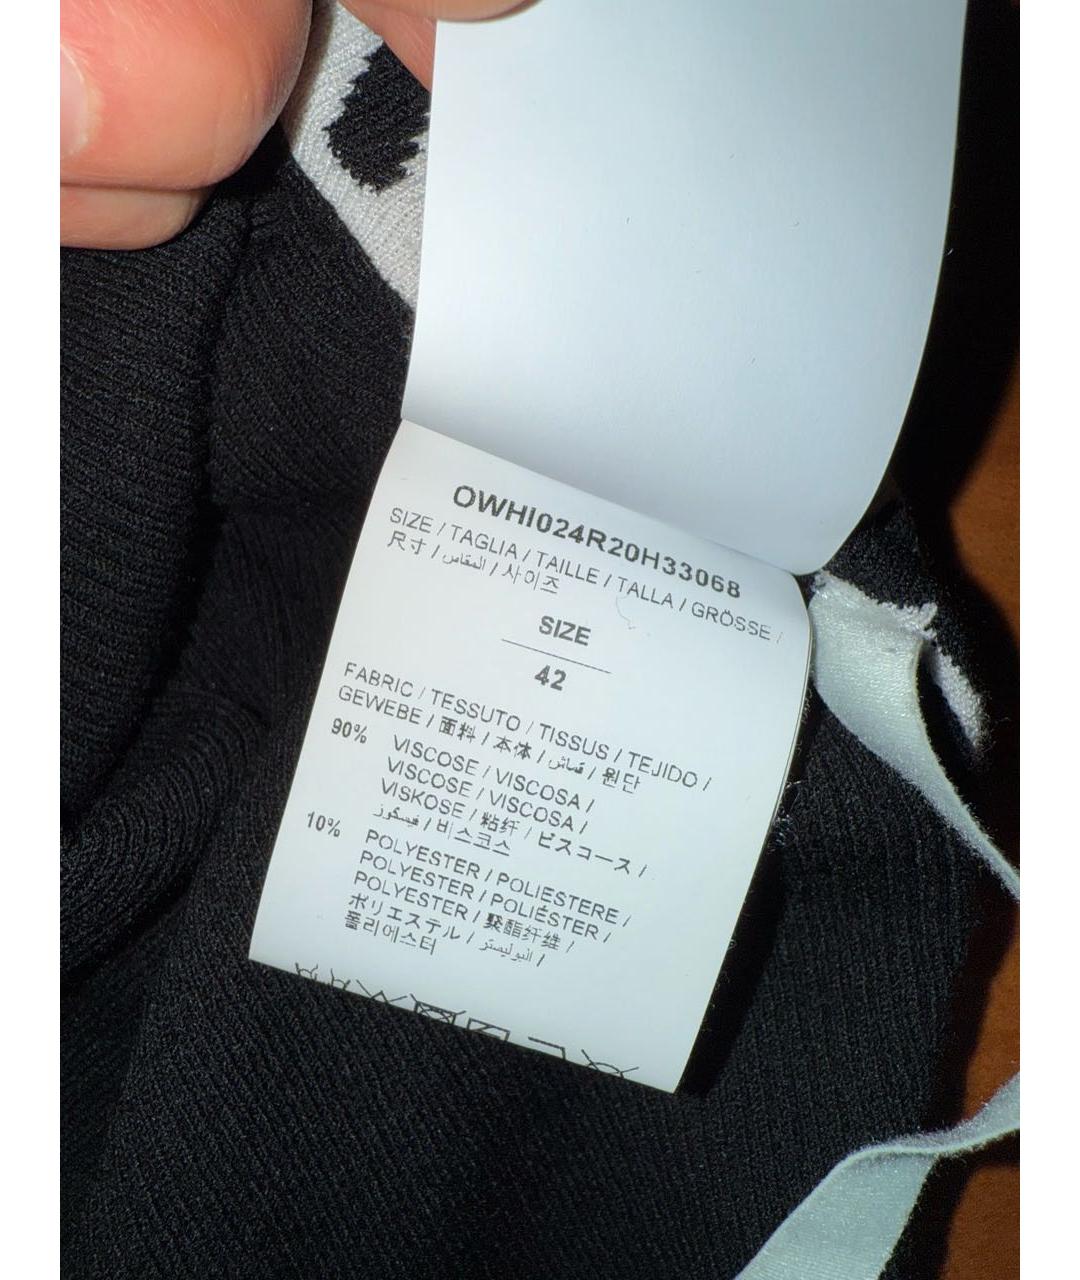 OWHI024R20H33068
SIZE / TAGLIA / TAILLE / TALLA / GRÖSSE /
尺寸 / المقاس / 사이즈
SIZE
42
FABRIC / TESSUTO / TISSUS / TEJIDO /
GEWEBE / 面料 / 本体 / قماش / 원단
90% VISCOSE / VISCOSA /
VISCOSE / VISCOSA /
VISKOSE / 粘纤 / ビスコース /
فيسكوز / 비스코스
10% POLYESTER / POLIESTERE /
POLYESTER / POLIÉSTER /
POLYESTER / 聚酯纤维 /
ポリエステル / البوليستر /
폴리에스터